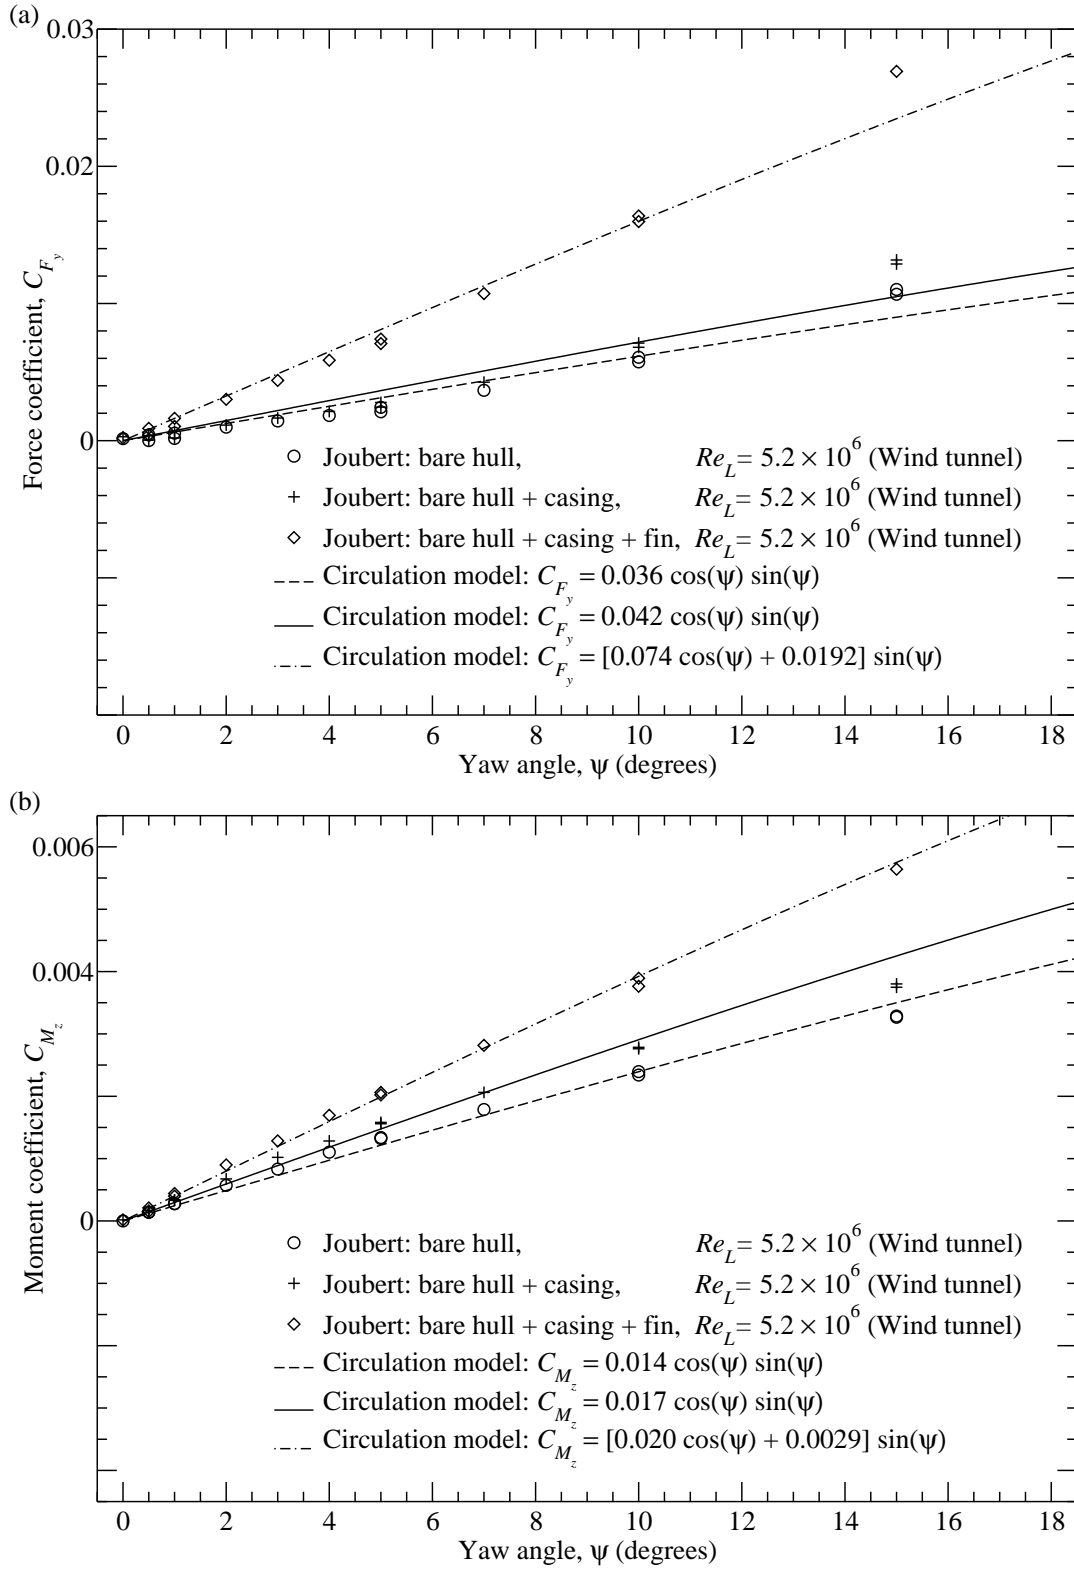 (a)
0.03
0.02
0
Force coefficient, C_{F_y}
Joubert: bare hull, Re_L = 5.2 × 10^6 (Wind tunnel)
Joubert: bare hull + casing, Re_L = 5.2 × 10^6 (Wind tunnel)
Joubert: bare hull + casing + fin, Re_L = 5.2 × 10^6 (Wind tunnel)
Circulation model: C_{F_y} = 0.036 cos(ψ) sin(ψ)
Circulation model: C_{F_y} = 0.042 cos(ψ) sin(ψ)
Circulation model: C_{F_y} = [0.074 cos(ψ) + 0.0192] sin(ψ)
0 2 4 6 8 10 12 14 16 18
Yaw angle, ψ (degrees)
(b)
0.006
0.004
0
Moment coefficient, C_{M_z}
Joubert: bare hull, Re_L = 5.2 × 10^6 (Wind tunnel)
Joubert: bare hull + casing, Re_L = 5.2 × 10^6 (Wind tunnel)
Joubert: bare hull + casing + fin, Re_L = 5.2 × 10^6 (Wind tunnel)
Circulation model: C_{M_z} = 0.014 cos(ψ) sin(ψ)
Circulation model: C_{M_z} = 0.017 cos(ψ) sin(ψ)
Circulation model: C_{M_z} = [0.020 cos(ψ) + 0.0029] sin(ψ)
0 2 4 6 8 10 12 14 16 18
Yaw angle, ψ (degrees)